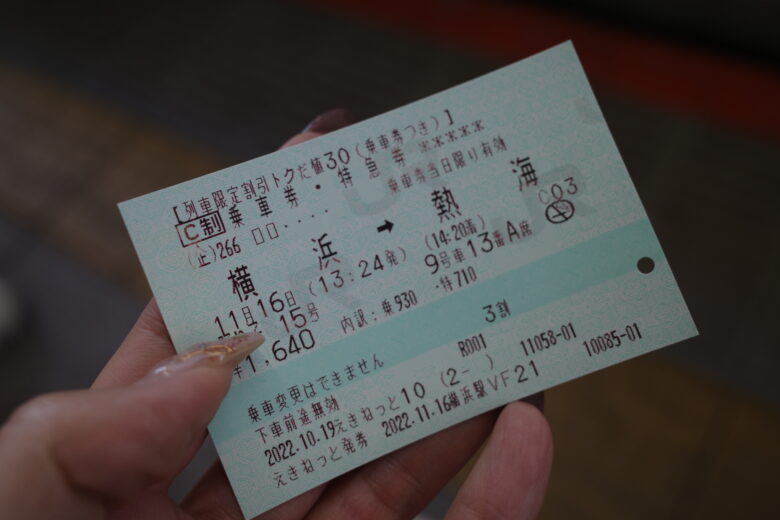 【列車限定割引トクだ値30(乗車券つき)】
C制 乗車券・特急券 *****
(正)266 □□・・・・ 乗車券当日限り有効
横浜 ➡ 熱海 C03
11月16日 (13:24発) (14:20着)
15号 9号車13番A席
¥1,640 内訳:乗930 ・特710
3割
乗車変更はできません R001 11058-01
下車前途無効 10085-01
2022.10.19えきねっと10 (2- )
えきねっと発券 2022.11.16横浜駅VF21